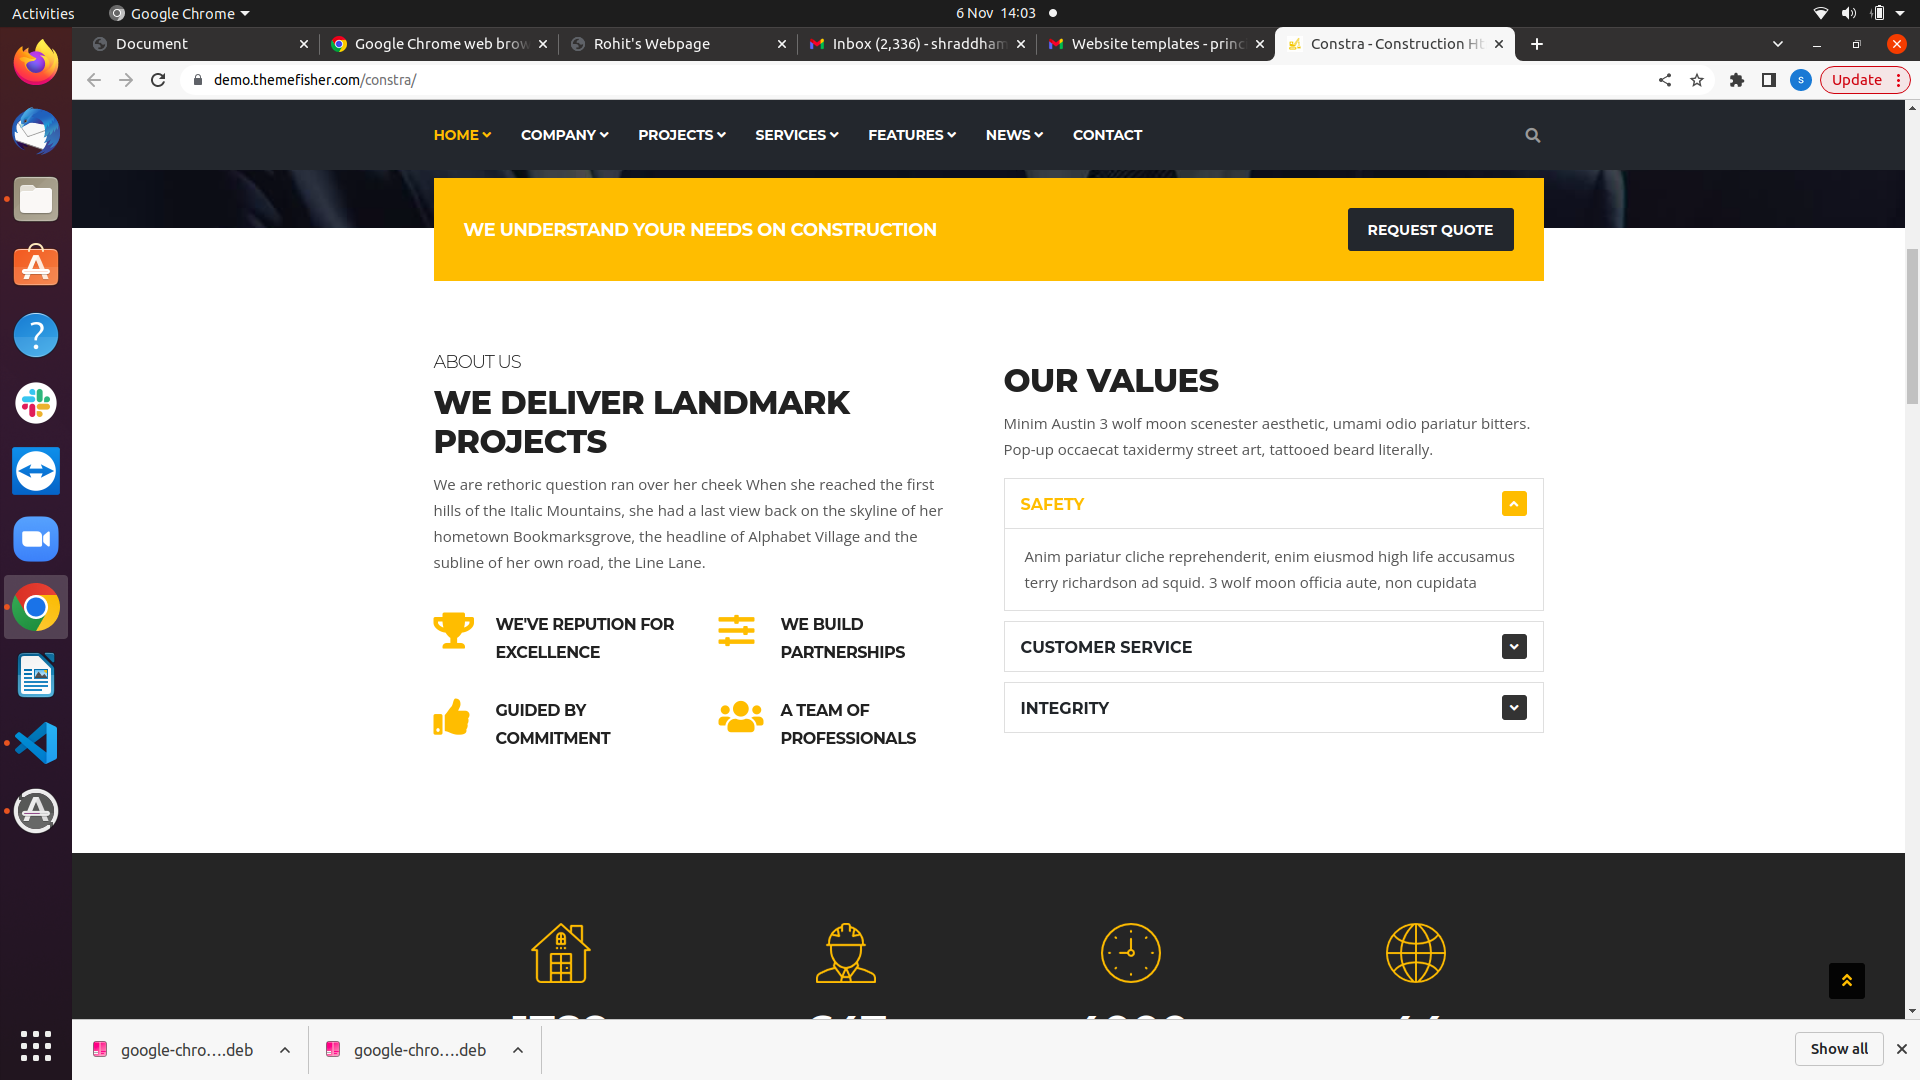 Activities
Google Chrome
6 Nov 14:03
Document
Google Chrome web brow
Rohit's Webpage
Inbox (2,336) - shraddham
Website templates - princ
Constra - Construction Ht
demo.themefisher.com/constra/
S
Update
HOME
COMPANY
PROJECTS
SERVICES
FEATURES
NEWS
CONTACT
WE UNDERSTAND YOUR NEEDS ON CONSTRUCTION
REQUEST QUOTE
ABOUT US
WE DELIVER LANDMARK
PROJECTS
We are rethoric question ran over her cheek When she reached the first
hills of the Italic Mountains, she had a last view back on the skyline of her
hometown Bookmarksgrove, the headline of Alphabet Village and the
subline of her own road, the Line Lane.
WE'VE REPUTION FOR
EXCELLENCE
WE BUILD
PARTNERSHIPS
GUIDED BY
COMMITMENT
A TEAM OF
PROFESSIONALS
OUR VALUES
Minim Austin 3 wolf moon scenester aesthetic, umami odio pariatur bitters.
Pop-up occaecat taxidermy street art, tattooed beard literally.
SAFETY
Anim pariatur cliche reprehenderit, enim eiusmod high life accusamus
terry richardson ad squid. 3 wolf moon officia aute, non cupidata
CUSTOMER SERVICE
INTEGRITY
google-chro....deb
google-chro....deb
Show all